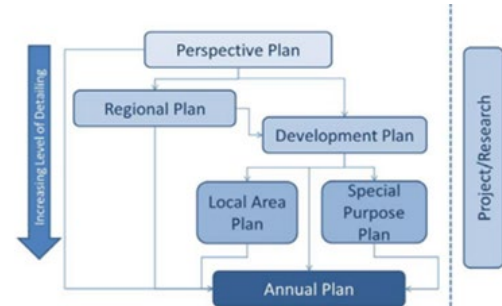 Perspective Plan
Regional Plan
Development Plan
Local Area
Plan
Special
Purpose
Plan
Annual Plan
Increasing Level of Detailing
Project/Research